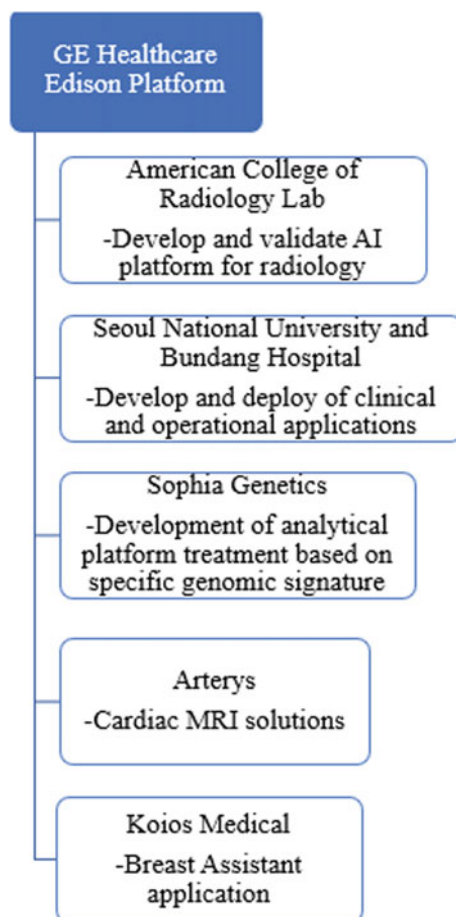 GE Healthcare
Edison Platform
American College of
Radiology Lab
-Develop and validate AI
platform for radiology
Seoul National University and
Bundang Hospital
-Develop and deploy of clinical
and operational applications
Sophia Genetics
-Development of analytical
platform treatment based on
specific genomic signature
Arterys
-Cardiac MRI solutions
Koios Medical
-Breast Assistant
application